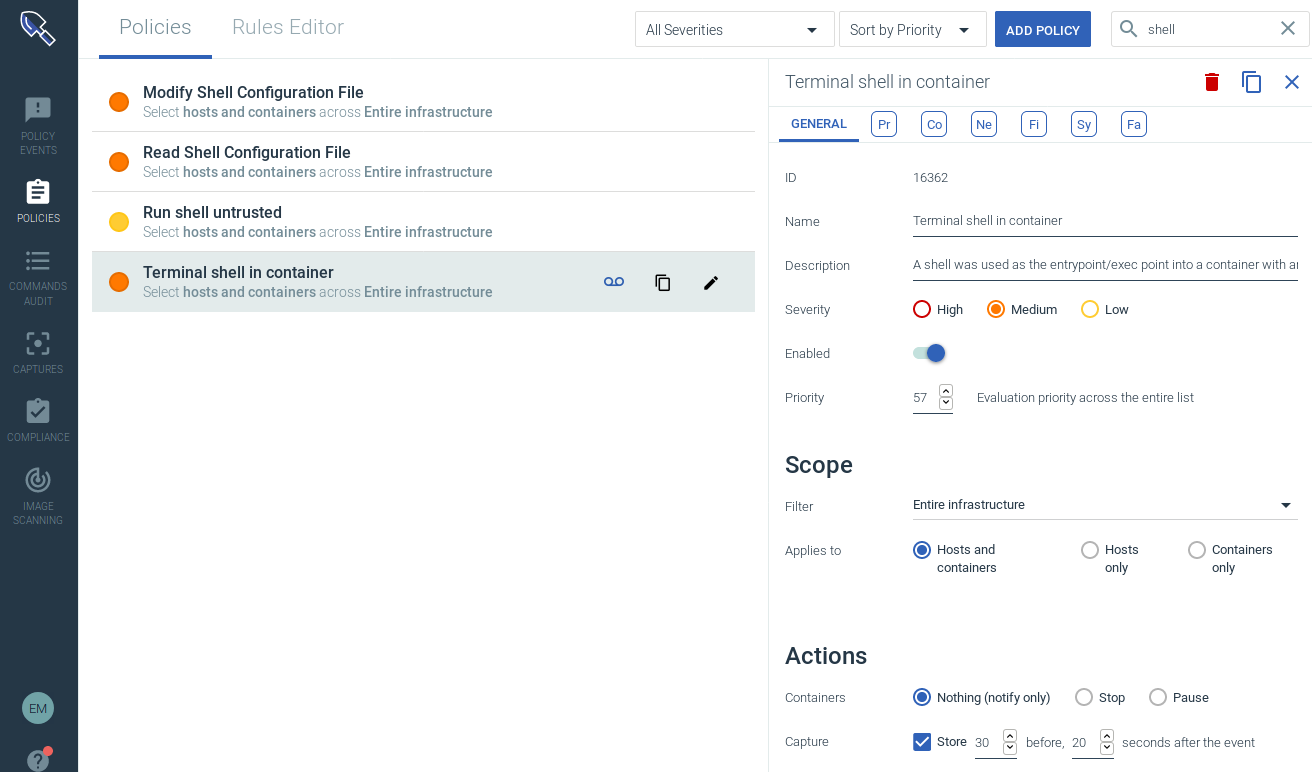 Policies
Rules Editor
All Severities
Sort by Priority
ADD POLICY
shell
POLICY
EVENTS
POLICIES
COMMANDS
AUDIT
CAPTURES
COMPLIANCE
IMAGE
SCANNING
EM
?
Modify Shell Configuration File
Select hosts and containers across Entire infrastructure
Read Shell Configuration File
Select hosts and containers across Entire infrastructure
Run shell untrusted
Select hosts and containers across Entire infrastructure
Terminal shell in container
Select hosts and containers across Entire infrastructure
Terminal shell in container
GENERAL Pr Co Ne Fi Sy Fa
ID 16362
Name Terminal shell in container
Description A shell was used as the entrypoint/exec point into a container with
Severity High Medium Low
Enabled
Priority 57 Evaluation priority across the entire list
Scope
Filter Entire infrastructure
Applies to Hosts and containers Hosts only Containers only
Actions
Containers Nothing (notify only) Stop Pause
Capture Store 30 before, 20 seconds after the event